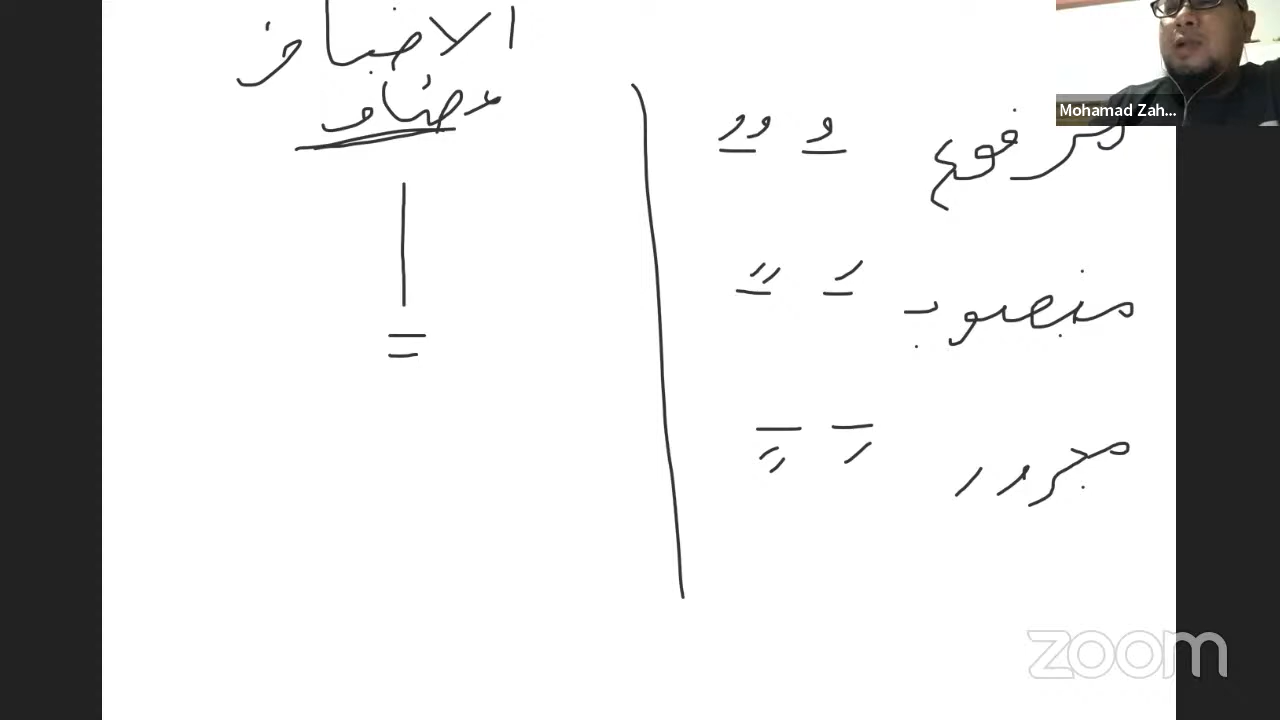 الاضافة
مضاف
مرفوع ـُ ـٌ
منصوب ـَ ـً
مجرور ـِ ـٍ
Mohamad Zah...
zoom